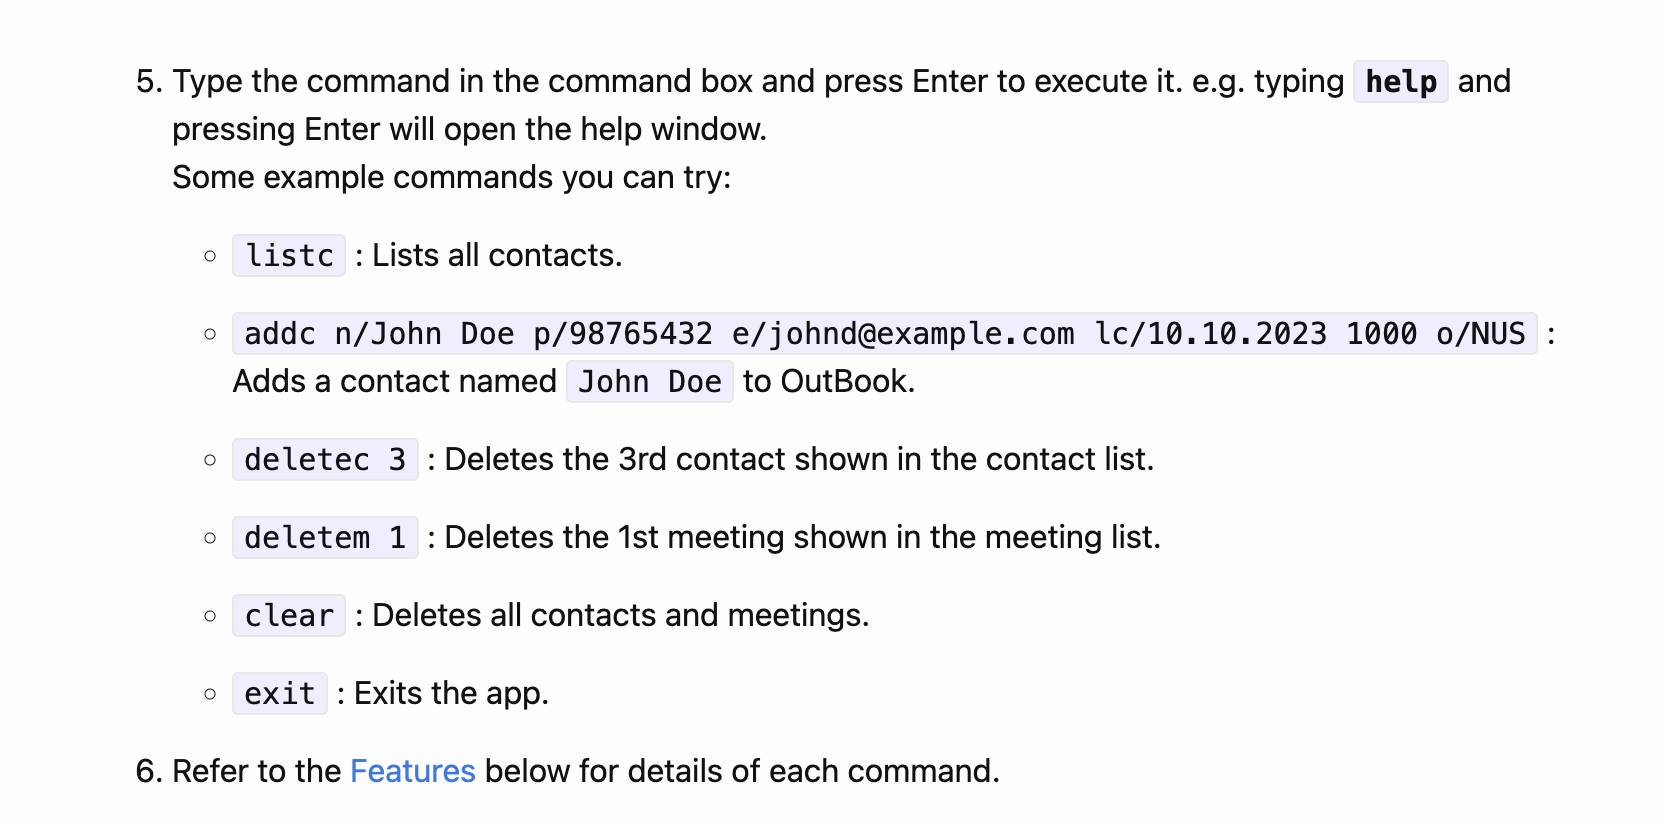 5. Type the command in the command box and press Enter to execute it. e.g. typing help and
pressing Enter will open the help window.
Some example commands you can try:
listc : Lists all contacts.
addc n/John Doe p/98765432 e/johnd@example.com lc/10.10.2023 1000 o/NUS :
Adds a contact named John Doe to OutBook.
deletec 3 : Deletes the 3rd contact shown in the contact list.
deletem 1 : Deletes the 1st meeting shown in the meeting list.
clear : Deletes all contacts and meetings.
exit : Exits the app.
6. Refer to the Features below for details of each command.